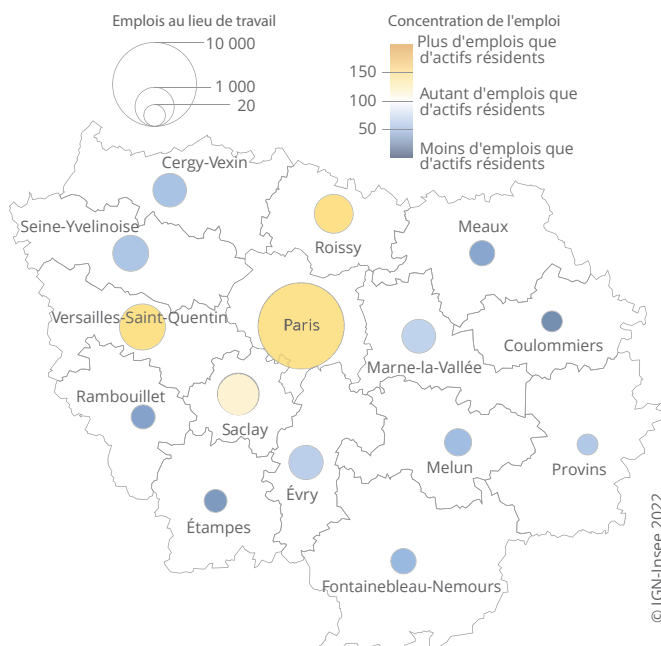 Emplois au lieu de travail
10 000
1 000
20
Concentration de l'emploi
Plus d'emplois que
d'actifs résidents
150
Autant d'emplois que
d'actifs résidents
100
50
Moins d'emplois que
d'actifs résidents
Cergy-Vexin
Seine-Yvelinoise
Roissy
Meaux
Versailles-Saint-Quentin
Paris
Coulommiers
Marne-la-Vallée
Rambouillet
Saclay
Melun
Provins
Évry
Étampes
Fontainebleau-Nemours
© IGN-Insee 2022